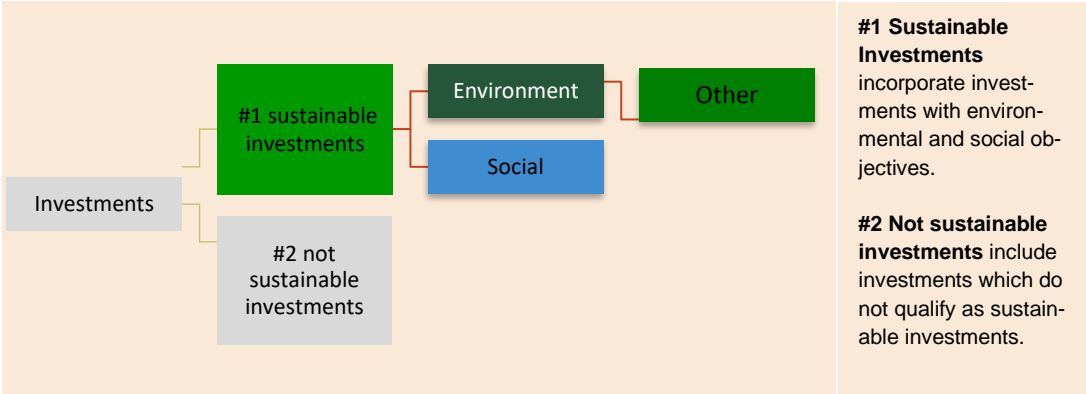 Investments
#1 sustainable
investments
#2 not
sustainable
investments
Environment
Social
Other
#1 Sustainable
Investments
incorporate invest-
ments with environ-
mental and social ob-
jectives.
#2 Not sustainable
investments include
investments which do
not qualify as sustain-
able investments.